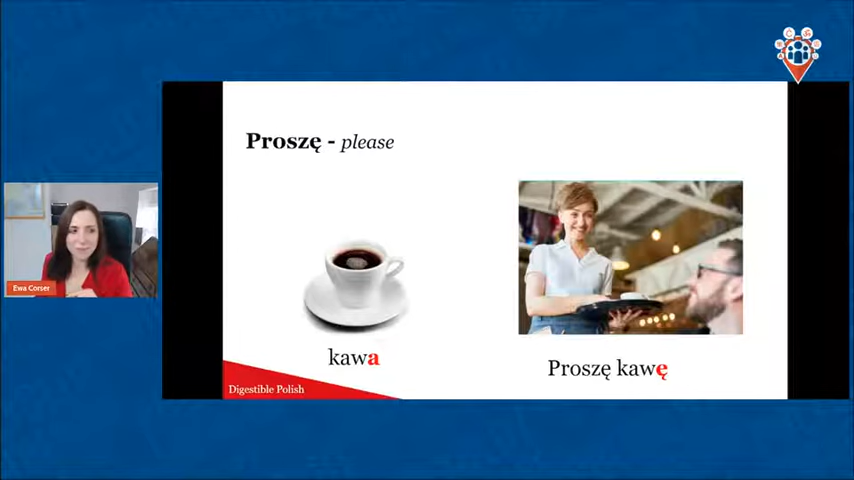 Proszę - please
Ewa Corser
kawa
Proszę kawę
Digestible Polish